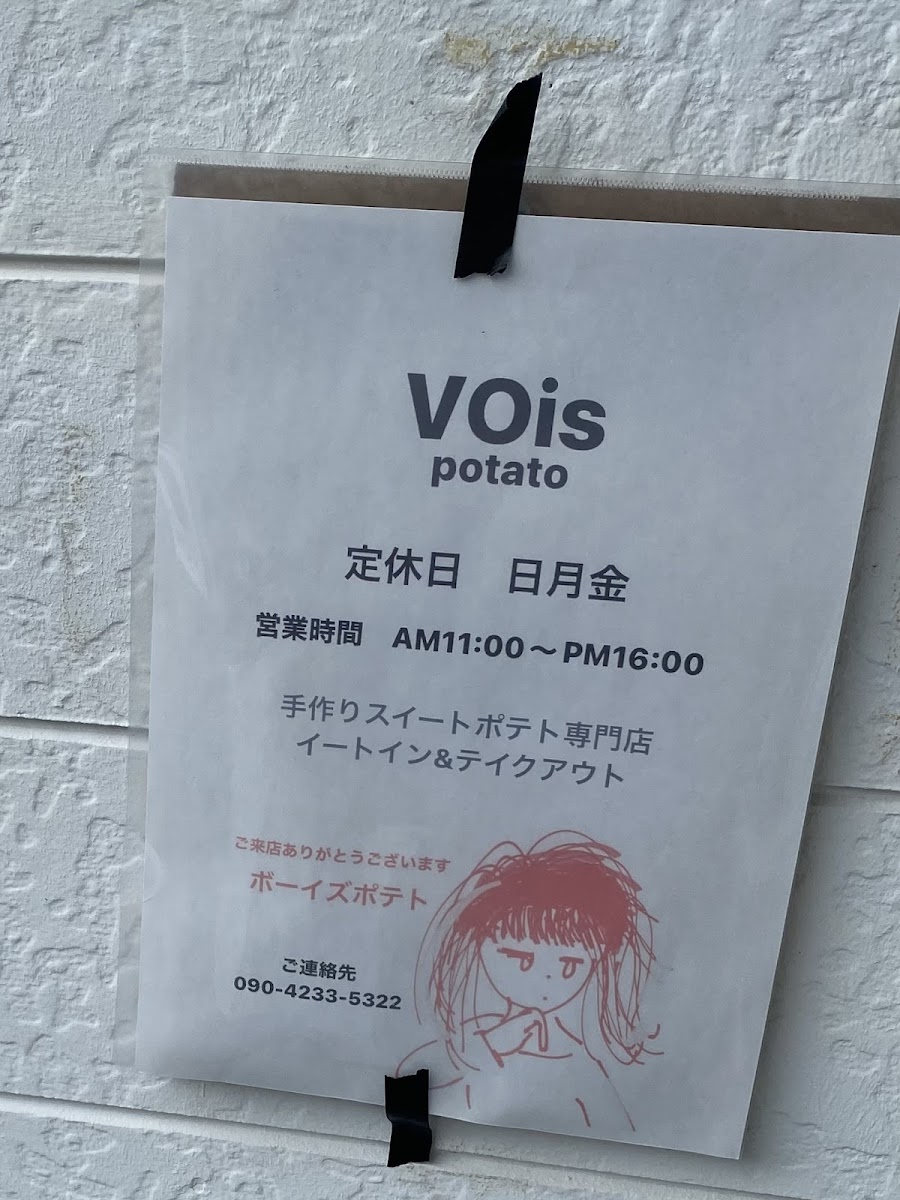 VOis
potato
定休日　日月金
営業時間　AM11:00〜PM16:00
手作りスイートポテト専門店
イートイン&テイクアウト
ご来店ありがとうございます
ボーイズポテト
ご連絡先
090-4233-5322